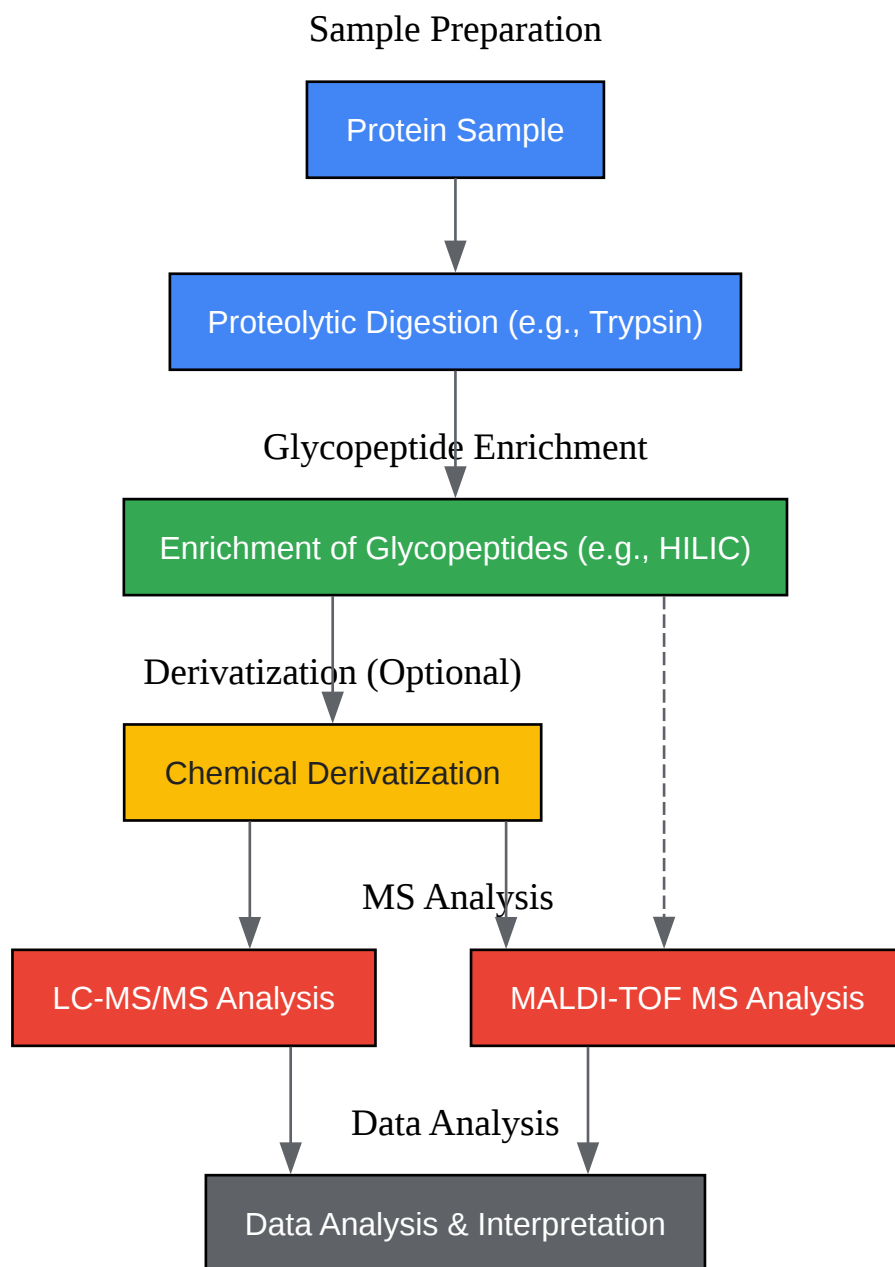 Sample Preparation
Protein Sample
Proteolytic Digestion (e.g., Trypsin)
Glycopeptide Enrichment
Enrichment of Glycopeptides (e.g., HILIC)
Derivatization (Optional)
Chemical Derivatization
MS Analysis
LC-MS/MS Analysis
MALDI-TOF MS Analysis
Data Analysis
Data Analysis & Interpretation